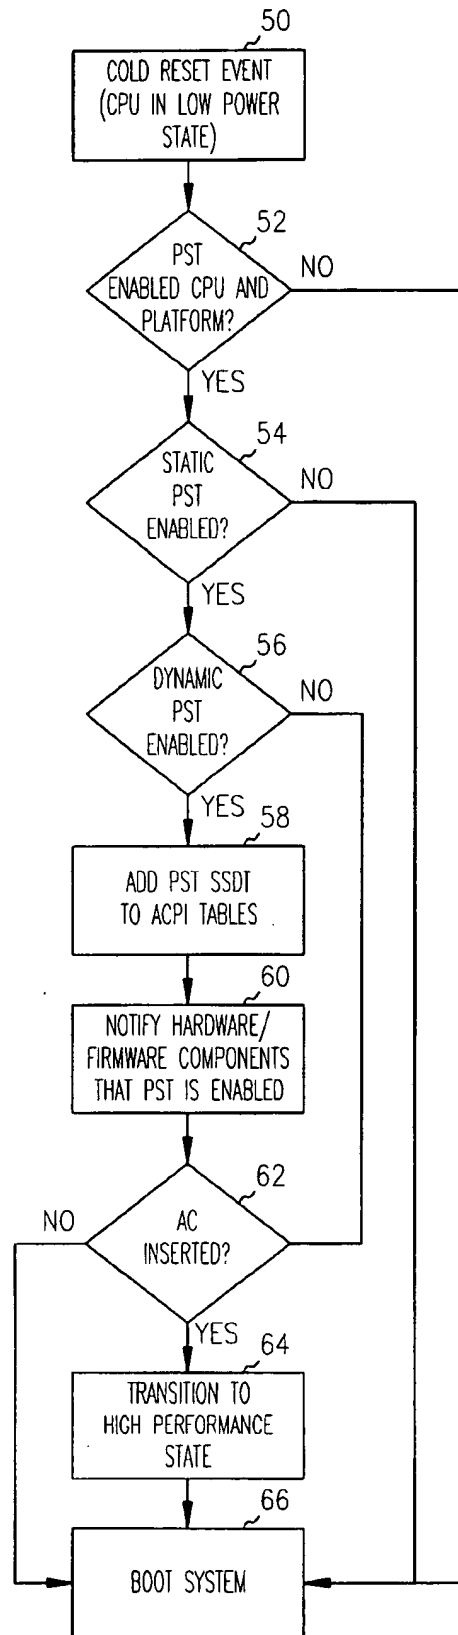 50
COLD RESET EVENT
(CPU IN LOW POWER
STATE)
52
PST
ENABLED CPU AND
PLATFORM?
NO
YES
54
STATIC
PST
ENABLED?
NO
YES
56
DYNAMIC
PST
ENABLED?
NO
YES
58
ADD PST SSDT
TO ACPI TABLES
60
NOTIFY HARDWARE/
FIRMWARE COMPONENTS
THAT PST IS ENABLED
62
NO
AC
INSERTED?
YES
64
TRANSITION TO
HIGH PERFORMANCE
STATE
66
BOOT SYSTEM